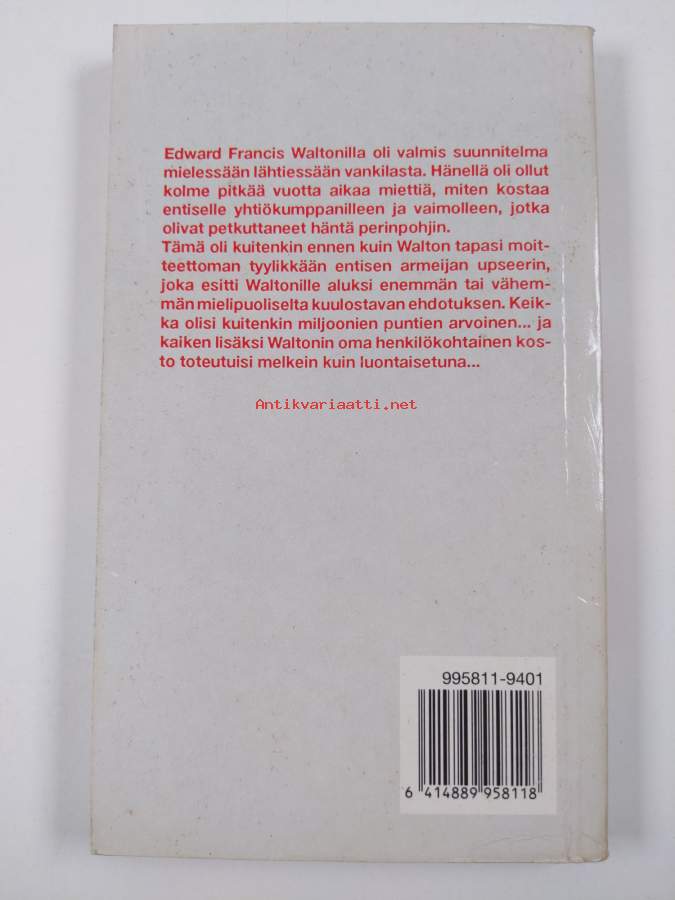 Edward Francis Waltonilla oli valmis suunnitelma
mielessään lähtiessään vankilasta. Hänellä oli ollut
kolme pitkää vuotta aikaa miettiä, miten kostaa
entiselle yhtiökumppanilleen ja vaimolleen, jotka
olivat petkuttaneet häntä perinpohjin.
Tämä oli kuitenkin ennen kuin Walton tapasi moit-
teettoman tyylikkään entisen armeijan upseerin,
joka esitti Waltonille aluksi enemmän tai vähem-
män mielipuoliselta kuulostavan ehdotuksen. Keik-
ka olisi kuitenkin miljoonien puntien arvoinen... ja
kaiken lisäksi Waltonin oma henkilökohtainen kos-
to toteutuisi melkein kuin luontaisetuna...
Antikvariaatti.net
995811-9401
6 414889 958118